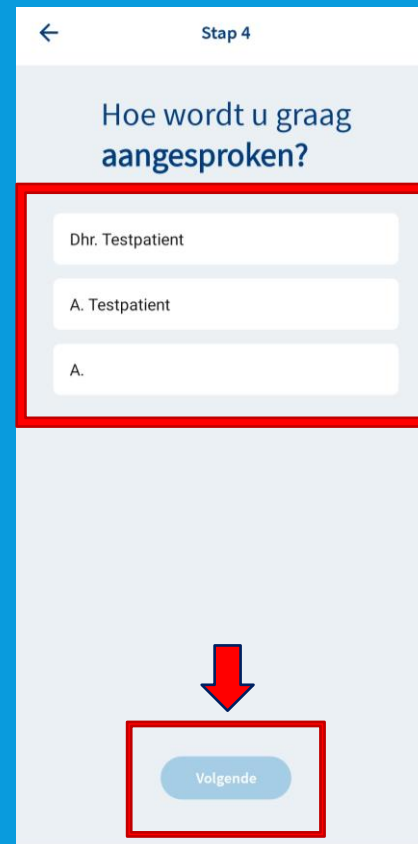 Stap 4
Hoe wordt u graag
aangesproken?
Dhr. Testpatient
A. Testpatient
A.
Volgende